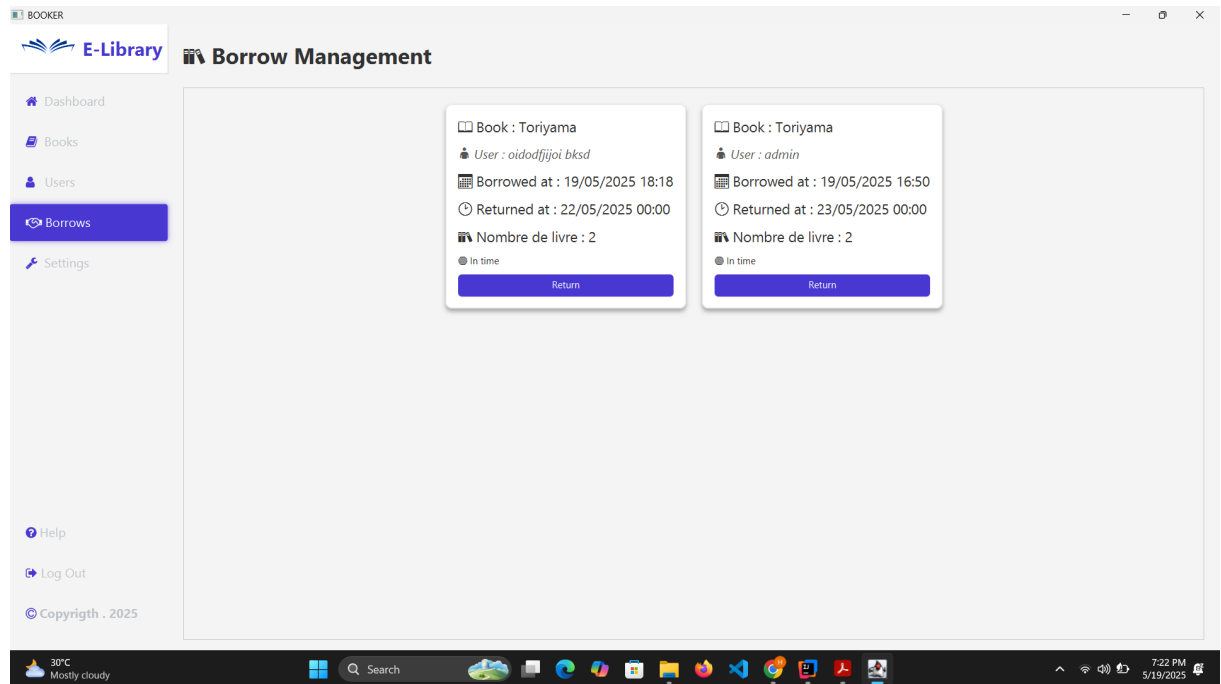 BOOKER
E-Library
Borrow Management
Dashboard
Books
Users
Borrows
Settings
Help
Log Out
© Copyrigth . 2025
Book : Toriyama
User : oidodfjijoi bksd
Borrowed at : 19/05/2025 18:18
Returned at : 22/05/2025 00:00
Nombre de livre : 2
In time
Return
Book : Toriyama
User : admin
Borrowed at : 19/05/2025 16:50
Returned at : 23/05/2025 00:00
Nombre de livre : 2
In time
Return
30°C
Mostly cloudy
Search
7:22 PM
5/19/2025